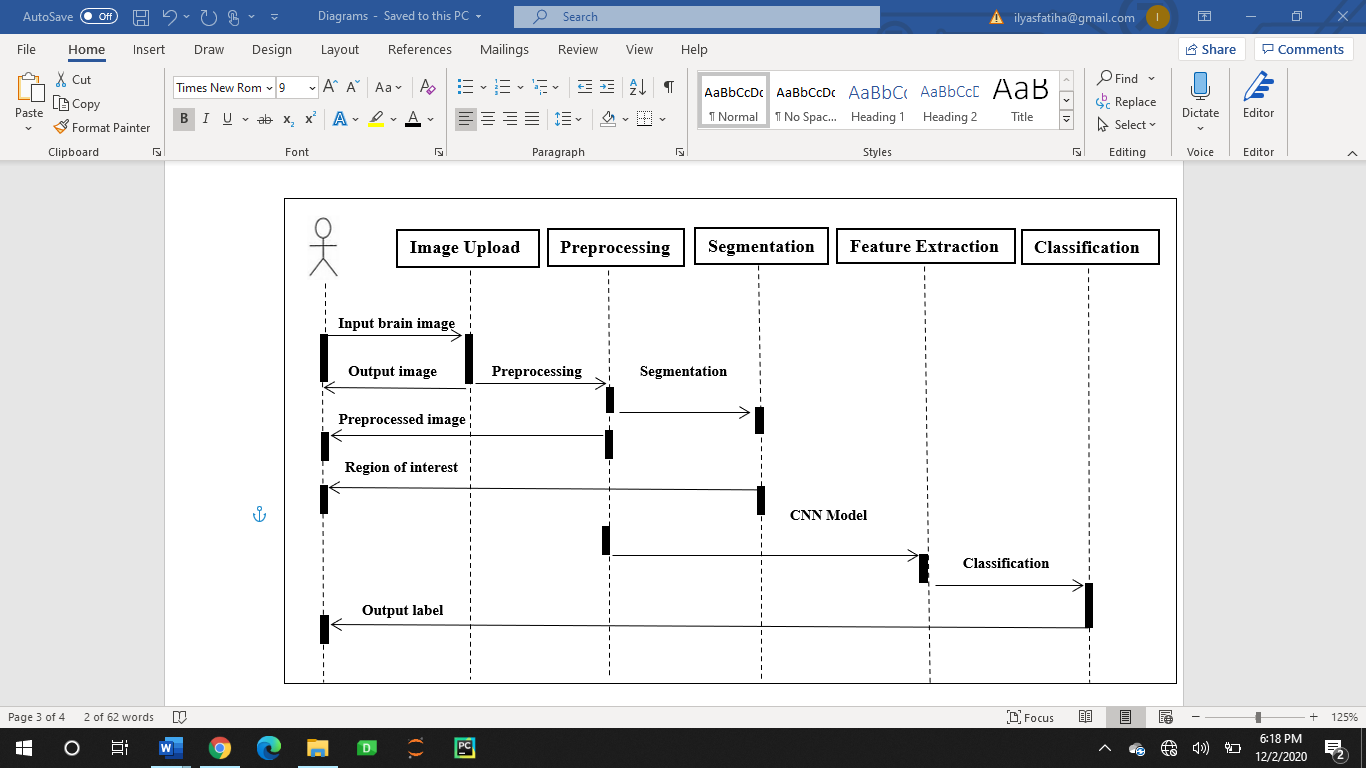 AutoSave Off
Diagrams - Saved to this PC
Search
ilyasfatiha@gmail.com
I
File Home Insert Draw Design Layout References Mailings Review View Help
Share Comments
Paste
Cut
Copy
Format Painter
Clipboard
Times New Rom 9
A A Aa A
B I U ab x2 x2 A A
Font
Paragraph
AaBbCcDc
¶ Normal
AaBbCcDc
¶ No Spac...
AaBbCc
Heading 1
AaBbCcD
Heading 2
AaB
Title
Styles
Find
Replace
Select
Editing
Dictate
Voice
Editor
Editor
Image Upload Preprocessing Segmentation Feature Extraction Classification
Input brain image
Output image Preprocessing Segmentation
Preprocessed image
Region of interest
CNN Model
Classification
Output label
Page 3 of 4 2 of 62 words
Focus
125%
6:18 PM
12/2/2020
2